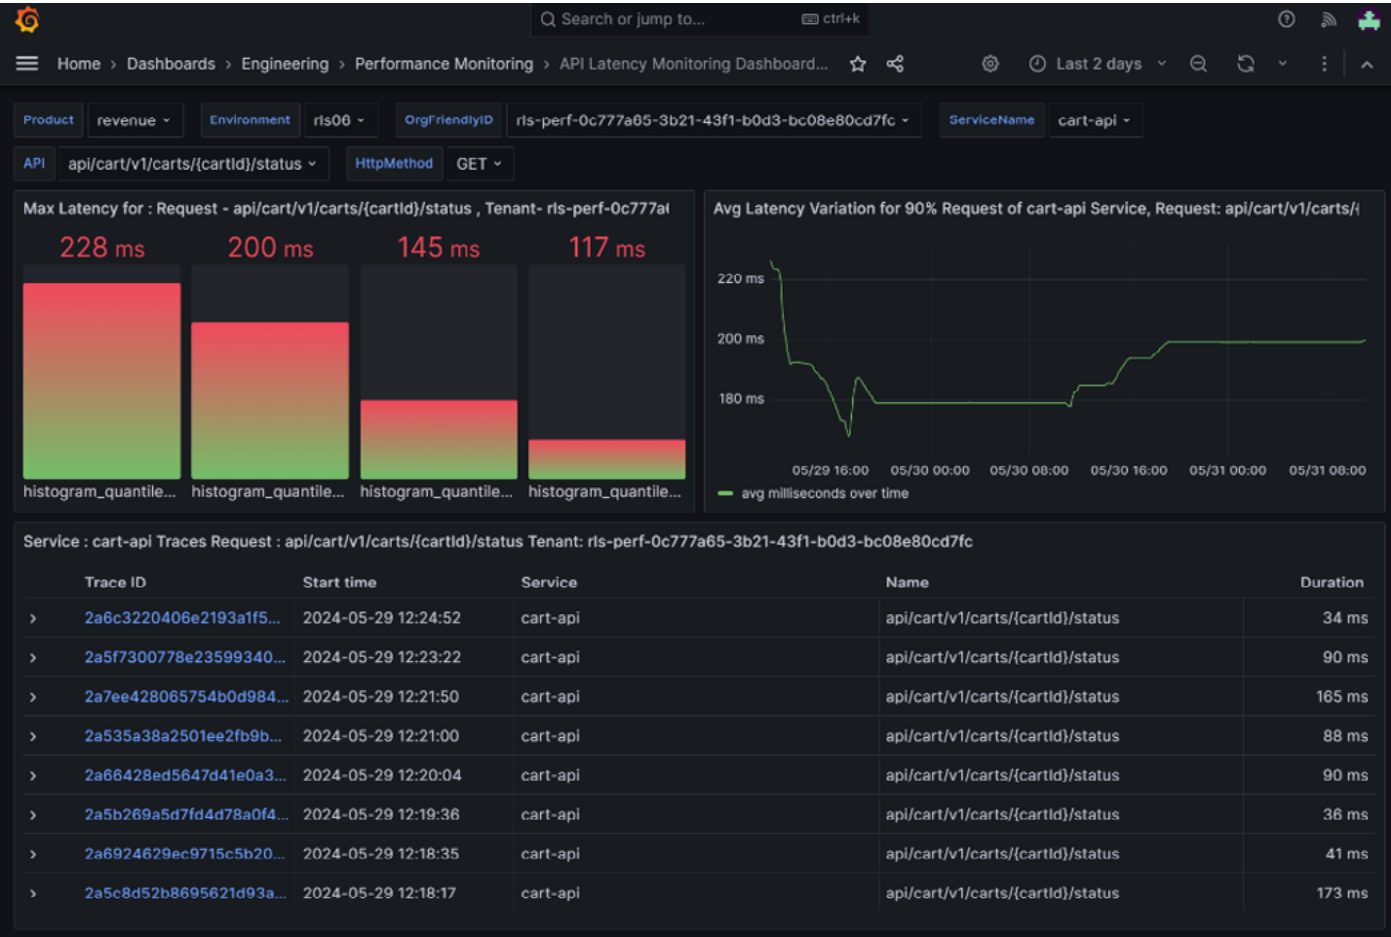 Search or jump to... ctrl+k
Home › Dashboards › Engineering › Performance Monitoring › API Latency Monitoring Dashboard... Last 2 days
Product revenue Environment rls06 OrgFriendlyID rls-perf-0c777a65-3b21-43f1-b0d3-bc08e80cd7fc ServiceName cart-api
API api/cart/v1/carts/{cartId}/status HttpMethod GET
Max Latency for : Request - api/cart/v1/carts/{cartId}/status , Tenant- rls-perf-0c777a
228 ms 200 ms 145 ms 117 ms
histogram_quantile... histogram_quantile... histogram_quantile... histogram_quantile...
Avg Latency Variation for 90% Request of cart-api Service, Request: api/cart/v1/carts/
220 ms
200 ms
180 ms
05/29 16:00 05/30 00:00 05/30 08:00 05/30 16:00 05/31 00:00 05/31 08:00
avg milliseconds over time
Service : cart-api Traces Request : api/cart/v1/carts/{cartId}/status Tenant: rls-perf-0c777a65-3b21-43f1-b0d3-bc08e80cd7fc
Trace ID Start time Service Name Duration
2a6c3220406e2193a1f5... 2024-05-29 12:24:52 cart-api api/cart/v1/carts/{cartId}/status 34 ms
2a5f7300778e23599340... 2024-05-29 12:23:22 cart-api api/cart/v1/carts/{cartId}/status 90 ms
2a7ee428065754b0d984... 2024-05-29 12:21:50 cart-api api/cart/v1/carts/{cartId}/status 165 ms
2a535a38a2501ee2fb9b... 2024-05-29 12:21:00 cart-api api/cart/v1/carts/{cartId}/status 88 ms
2a66428ed5647d41e0a3... 2024-05-29 12:20:04 cart-api api/cart/v1/carts/{cartId}/status 90 ms
2a5b269a5d7fd4d78a0f4... 2024-05-29 12:19:36 cart-api api/cart/v1/carts/{cartId}/status 36 ms
2a6924629ec9715c5b20... 2024-05-29 12:18:35 cart-api api/cart/v1/carts/{cartId}/status 41 ms
2a5c8d52b8695621d93a... 2024-05-29 12:18:17 cart-api api/cart/v1/carts/{cartId}/status 173 ms